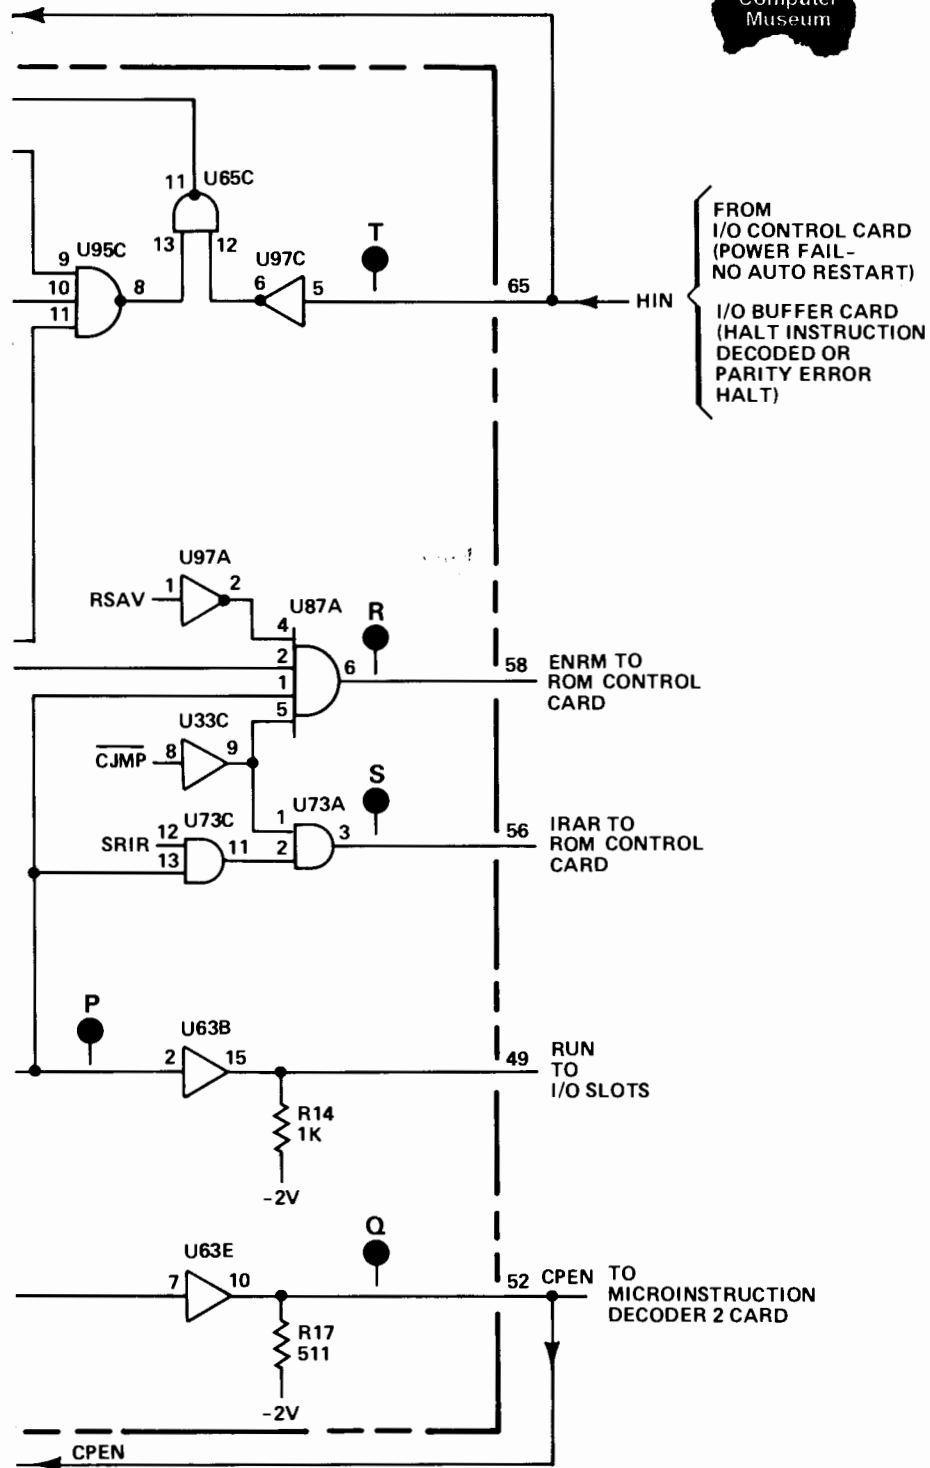 Computer
Museum
11 U65C
T
U95C
13 12
U97C
9
10 8
11
6 5
65
HIN
FROM
I/O CONTROL CARD
(POWER FAIL–
NO AUTO RESTART)
I/O BUFFER CARD
(HALT INSTRUCTION
DECODED OR
PARITY ERROR
HALT)
U97A
RSAV 1 2
U87A
R
4
2
1
5
6
58
ENRM TO
ROM CONTROL
CARD
U33C
C̅J̅M̅P̅ 8 9
S
U73C
U73A
SRIR 12
13
11
1
2
3
56
IRAR TO
ROM CONTROL
CARD
P
U63B
2 15
49
RUN
TO
I/O SLOTS
R14
1K
-2V
Q
U63E
7 10
52 CPEN TO
MICROINSTRUCTION
DECODER 2 CARD
R17
511
-2V
CPEN